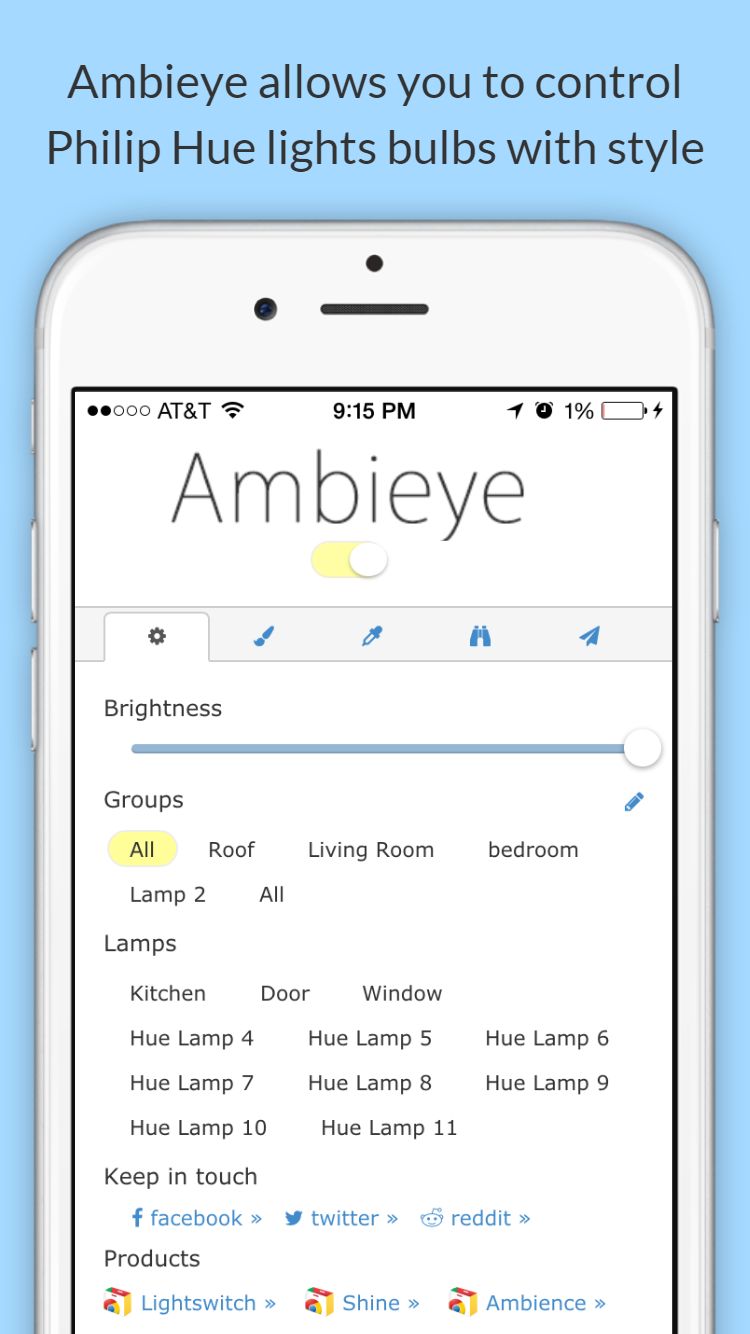 Ambieye allows you to control
Philip Hue lights bulbs with style
AT&T 9:15 PM 1%
Ambieye
Brightness
Groups
All Roof Living Room bedroom
Lamp 2 All
Lamps
Kitchen Door Window
Hue Lamp 4 Hue Lamp 5 Hue Lamp 6
Hue Lamp 7 Hue Lamp 8 Hue Lamp 9
Hue Lamp 10 Hue Lamp 11
Keep in touch
facebook » twitter » reddit »
Products
Lightswitch » Shine » Ambience »